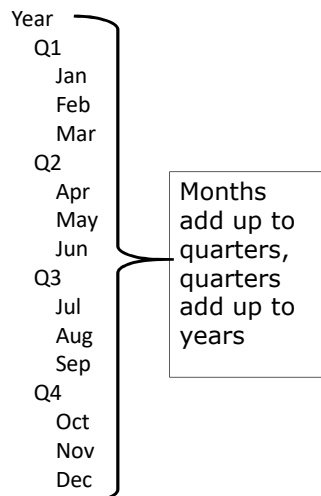 Year
Q1
Jan
Feb
Mar
Q2
Apr
May
Jun
Q3
Jul
Aug
Sep
Q4
Oct
Nov
Dec
Months
add up to
quarters,
quarters
add up to
years